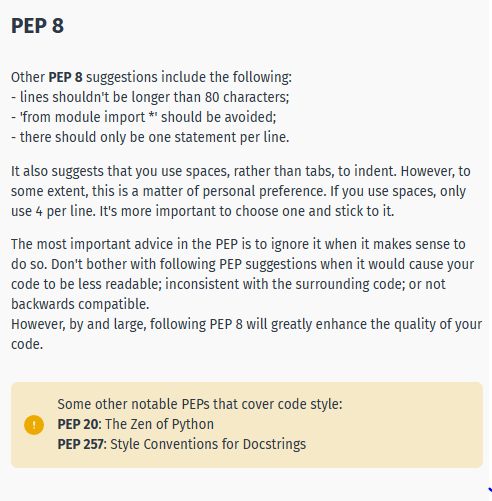 PEP 8
Other PEP 8 suggestions include the following:
- lines shouldn't be longer than 80 characters;
- 'from module import *' should be avoided;
- there should only be one statement per line.
It also suggests that you use spaces, rather than tabs, to indent. However, to
some extent, this is a matter of personal preference. If you use spaces, only
use 4 per line. It's more important to choose one and stick to it.
The most important advice in the PEP is to ignore it when it makes sense to
do so. Don't bother with following PEP suggestions when it would cause your
code to be less readable; inconsistent with the surrounding code; or not
backwards compatible.
However, by and large, following PEP 8 will greatly enhance the quality of your
code.
Some other notable PEPs that cover code style:
PEP 20: The Zen of Python
PEP 257: Style Conventions for Docstrings